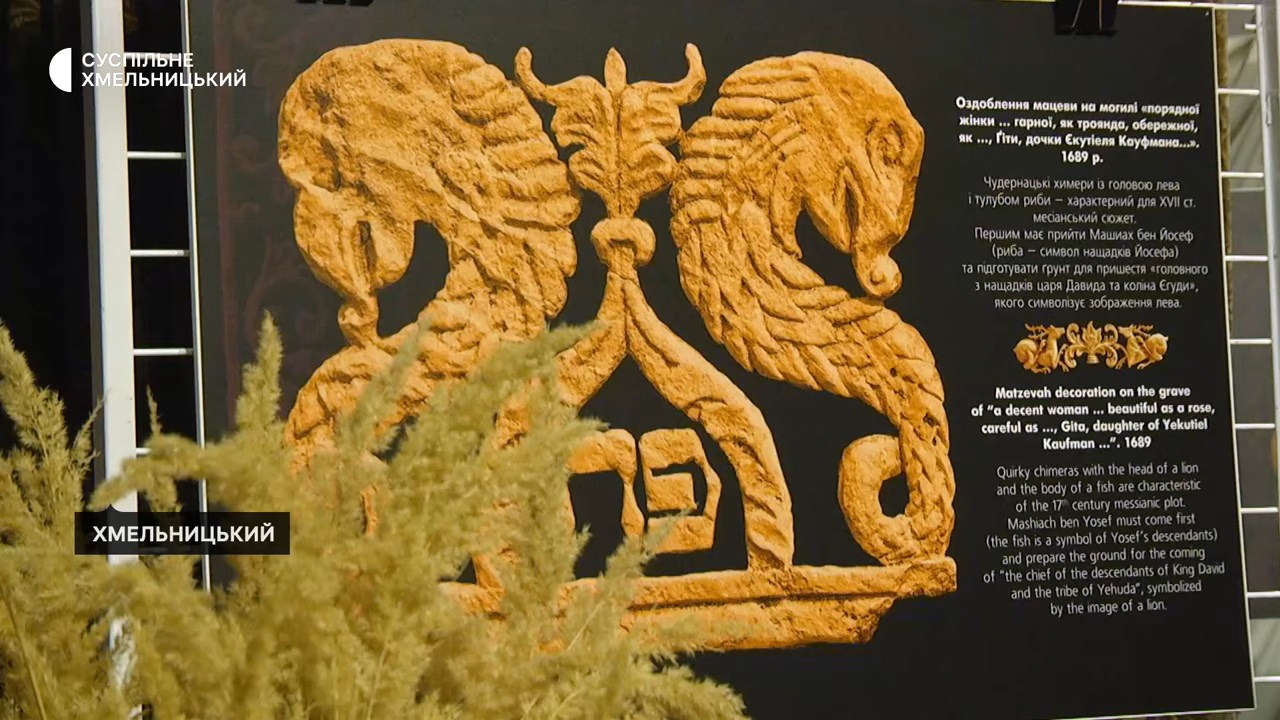 СУСПІЛЬНЕ
ХМЕЛЬНИЦЬКИЙ
Оздоблення мацеви на могилі «порядної
жінки ... гарної, як троянда, обережної,
як ..., Ґіти, дочки Єкутіеля Кауфмана...».
1689 р.
Чудернацькі химери із головою лева
і тулубом риби – характерний для XVII ст.
месіанський сюжет.
Першим має прийти Машиах бен Йосеф
(риба – символ нащадків Йосефа)
та підготувати ґрунт для пришестя «головного
з нащадків царя Давида та коліна Єгуди»,
якого символізує зображення лева.
Matzevah decoration on the grave
of “a decent woman ... beautiful as a rose,
careful as ..., Gita, daughter of Yekutiel
Kaufman ...”. 1689
Quirky chimeras with the head of a lion
and the body of a fish are characteristic
of the 17th century messianic plot.
Mashiach ben Yosef must come first
(the fish is a symbol of Yosef’s descendants)
and prepare the ground for the coming
of “the chief of the descendants of King David
and the tribe of Yehuda”, symbolized
by the image of a lion.
פ
ХМЕЛЬНИЦЬКИЙ